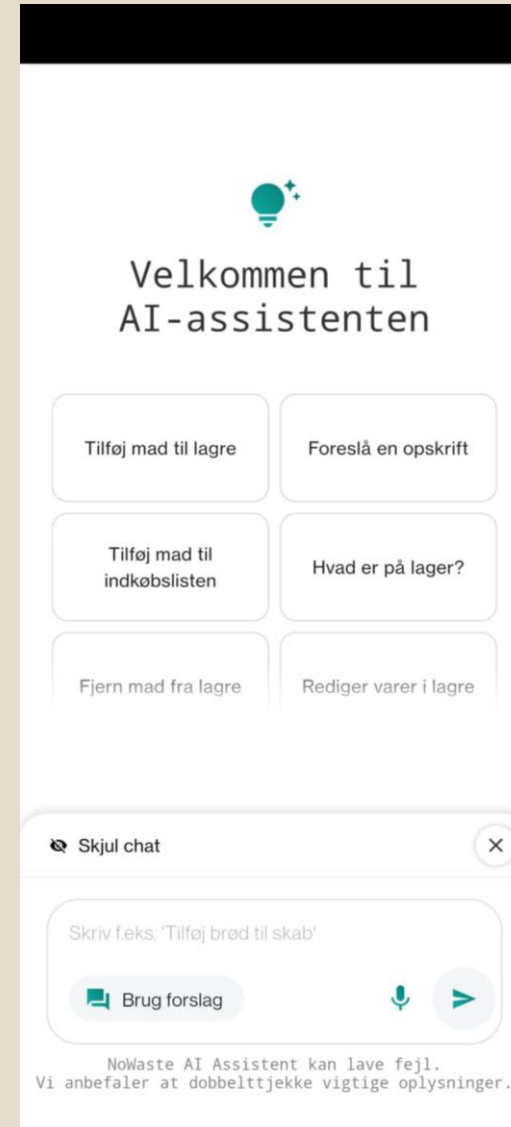 Velkommen til
AI-assistenten
Tilføj mad til lagre
Foreslå en opskrift
Tilføj mad til
indkøbslisten
Hvad er på lager?
Fjern mad fra lagre
Rediger varer i lagre
Skjul chat
Skriv f.eks. 'Tilføj brød til skab'
Brug forslag
NoWaste AI Assistent kan lave fejl.
Vi anbefaler at dobbelttjekke vigtige oplysninger.